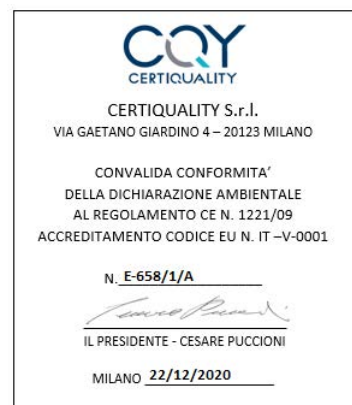 CQY
CERTIQUALITY
CERTIQUALITY S.r.l.
VIA GAETANO GIARDINO 4 – 20123 MILANO
CONVALIDA CONFORMITA’
DELLA DICHIARAZIONE AMBIENTALE
AL REGOLAMENTO CE N. 1221/09
ACCREDITAMENTO CODICE EU N. IT –V-0001
N. E-658/1/A
IL PRESIDENTE - CESARE PUCCIONI
MILANO 22/12/2020